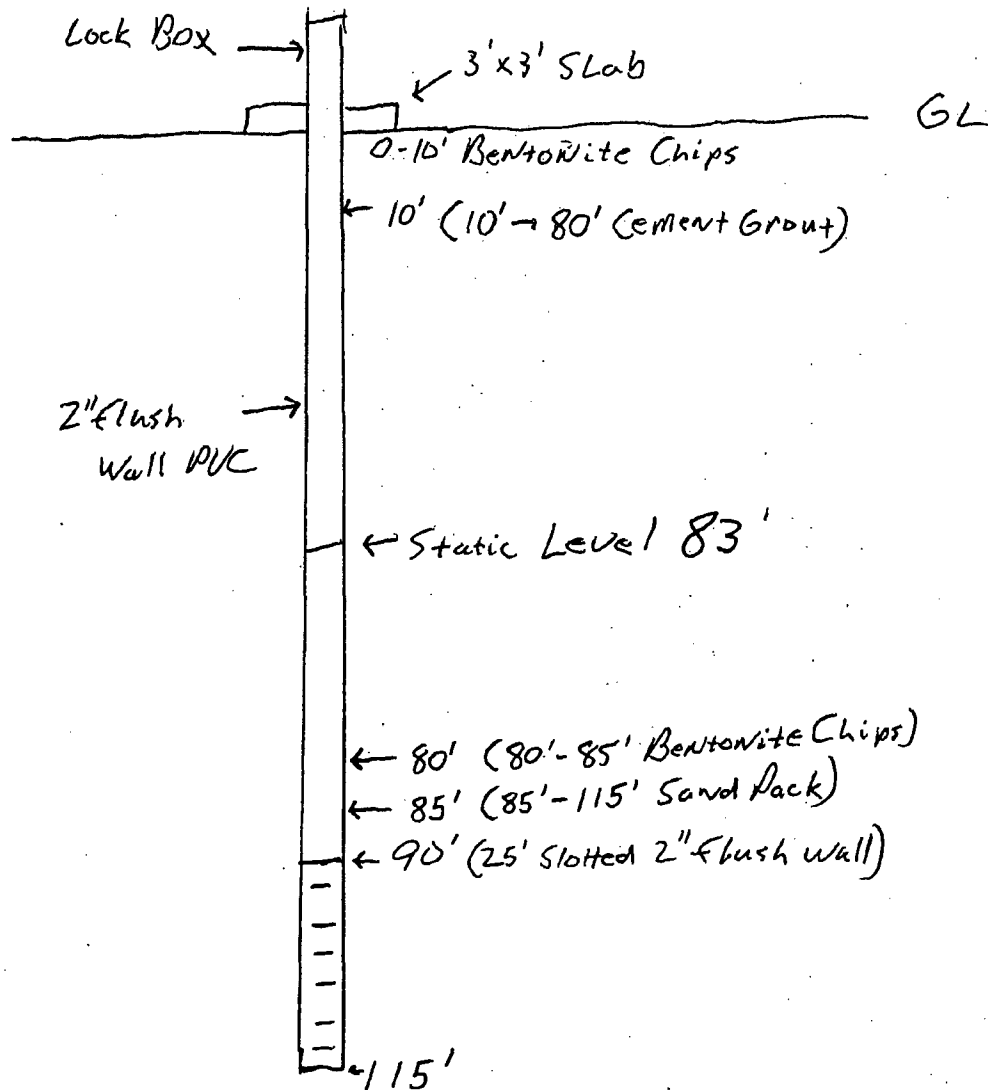 Lock Box
3'x3' SLab
GL
0-10' Bentonite Chips
10' (10'→80' Cement Grout)
2" flush
Wall PVC
Static Level 83'
80' (80'-85' Bentonite Chips)
85' (85'-115' Sand Pack)
90' (25' Slotted 2" flush wall)
115'